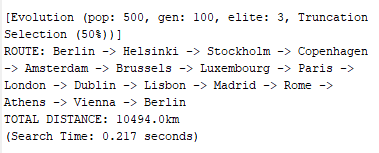 [Evolution (pop: 500, gen: 100, elite: 3, Truncation
Selection (50%))]
ROUTE: Berlin -> Helsinki -> Stockholm -> Copenhagen
-> Amsterdam -> Brussels -> Luxembourg -> Paris ->
London -> Dublin -> Lisbon -> Madrid -> Rome ->
Athens -> Vienna -> Berlin
TOTAL DISTANCE: 10494.0km
(Search Time: 0.217 seconds)